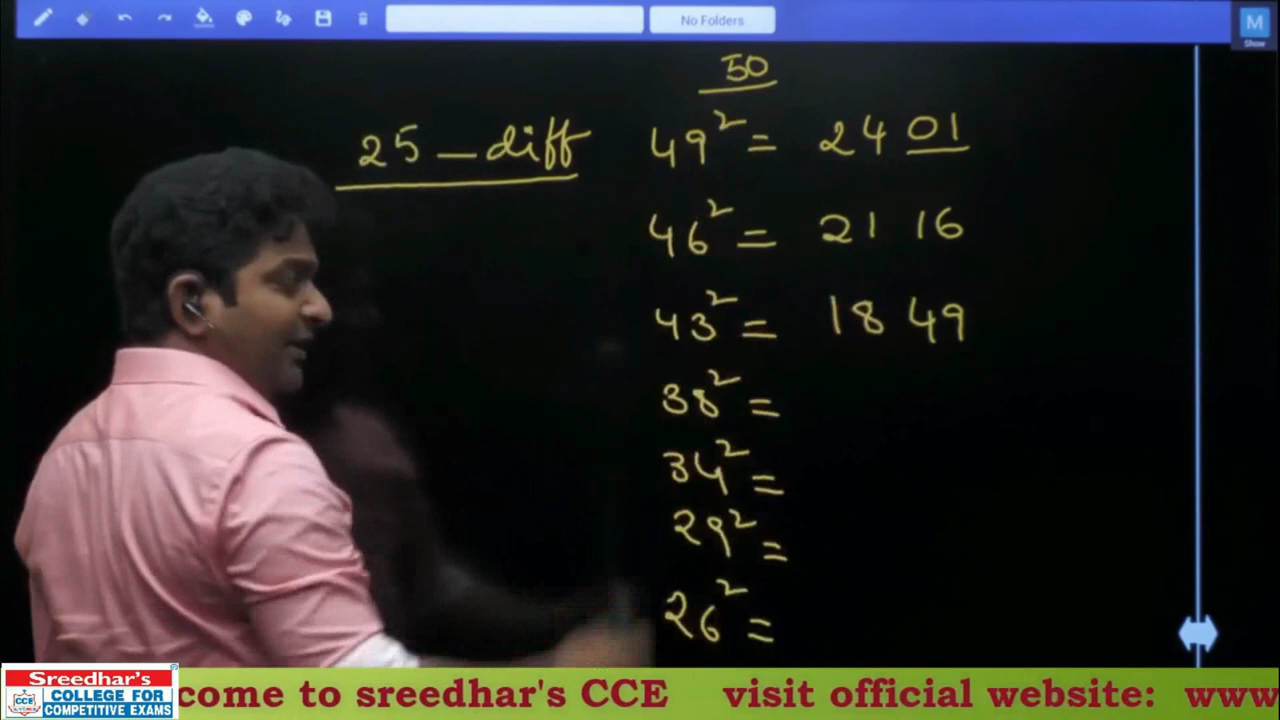 No Folders
M
Show
50
25 - diff
49² = 2401
46² = 2116
43² = 1849
38² =
34² =
29² =
26² =
Sreedhar's
CCE
COLLEGE FOR
COMPETITIVE EXAMS
come to sreedhar's CCE visit official website: www